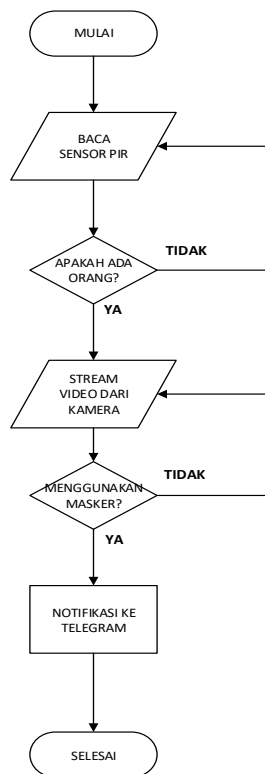 MULAI
BACA
SENSOR PIR
APAKAH ADA
ORANG?
TIDAK
YA
STREAM
VIDEO DARI
KAMERA
MENGGUNAKAN
MASKER?
TIDAK
YA
NOTIFIKASI KE
TELEGRAM
SELESAI